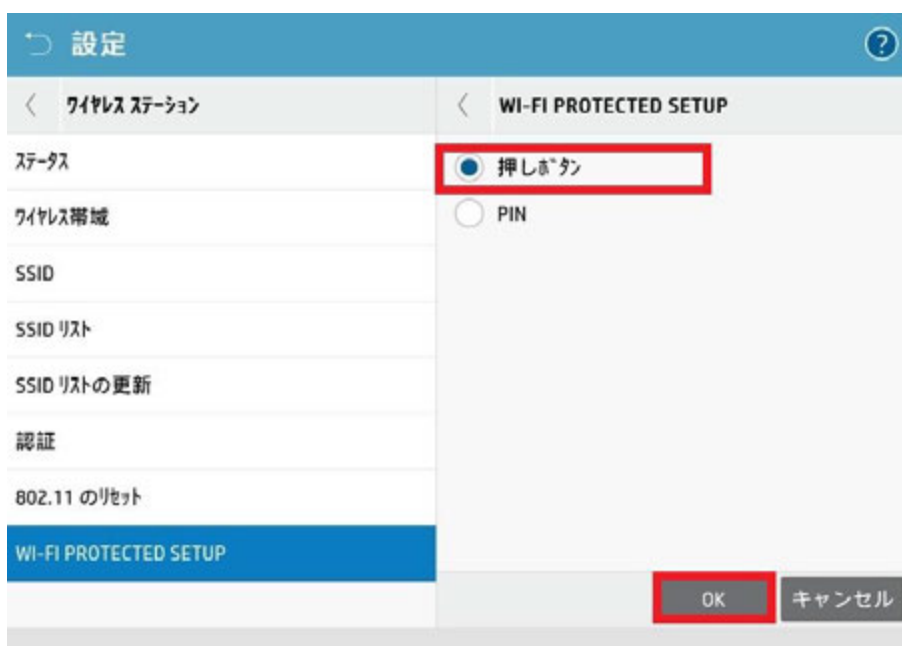 設定
?
ワイヤレス ステーション
WI-FI PROTECTED SETUP
ステータス
ワイヤレス帯域
SSID
SSID リスト
SSID リストの更新
認証
802.11 のリセット
WI-FI PROTECTED SETUP
押しボタン
PIN
OK
キャンセル